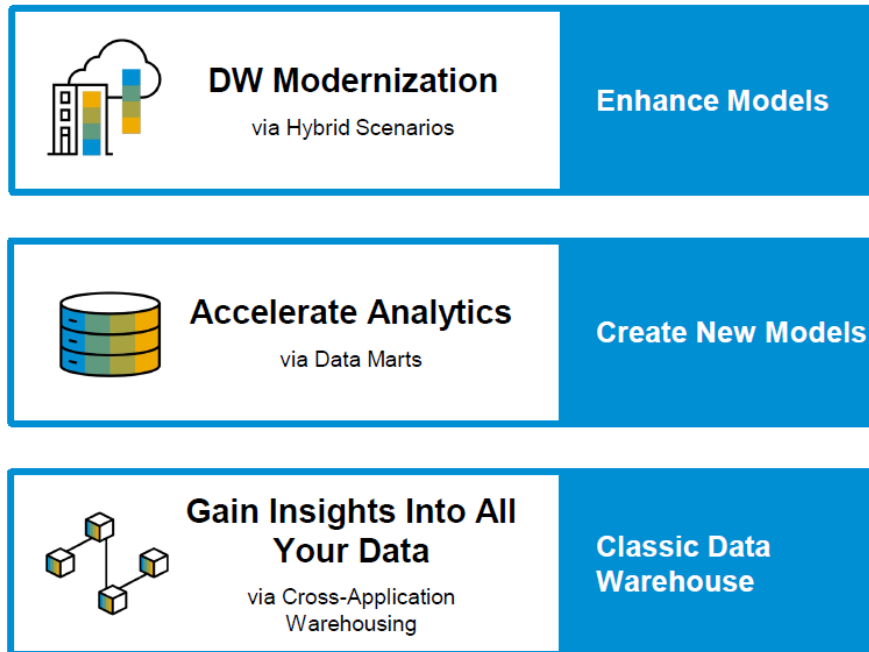 DW Modernization
via Hybrid Scenarios
Enhance Models
Accelerate Analytics
via Data Marts
Create New Models
Gain Insights Into All
Your Data
via Cross-Application
Warehousing
Classic Data
Warehouse